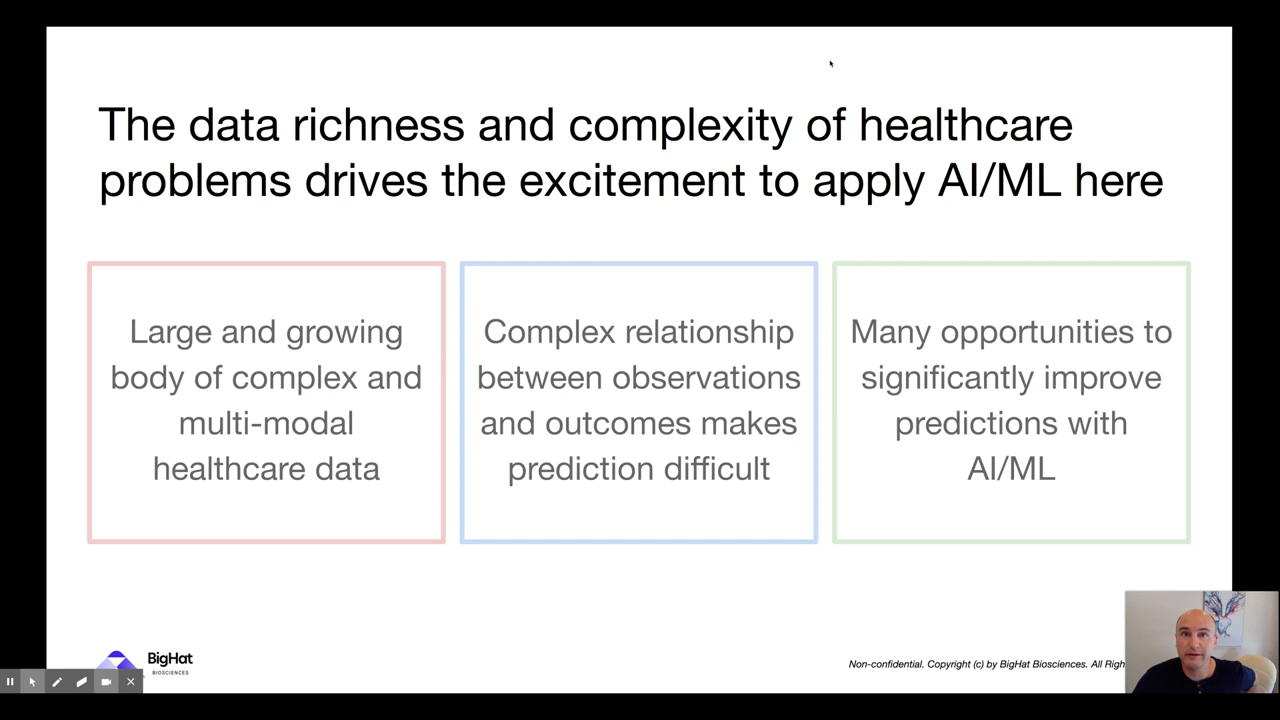 The data richness and complexity of healthcare
problems drives the excitement to apply AI/ML here
Large and growing
body of complex and
multi-modal
healthcare data
Complex relationship
between observations
and outcomes makes
prediction difficult
Many opportunities to
significantly improve
predictions with
AI/ML
BigHat
BIOSCIENCES
Non-confidential. Copyright (c) by BigHat Biosciences. All